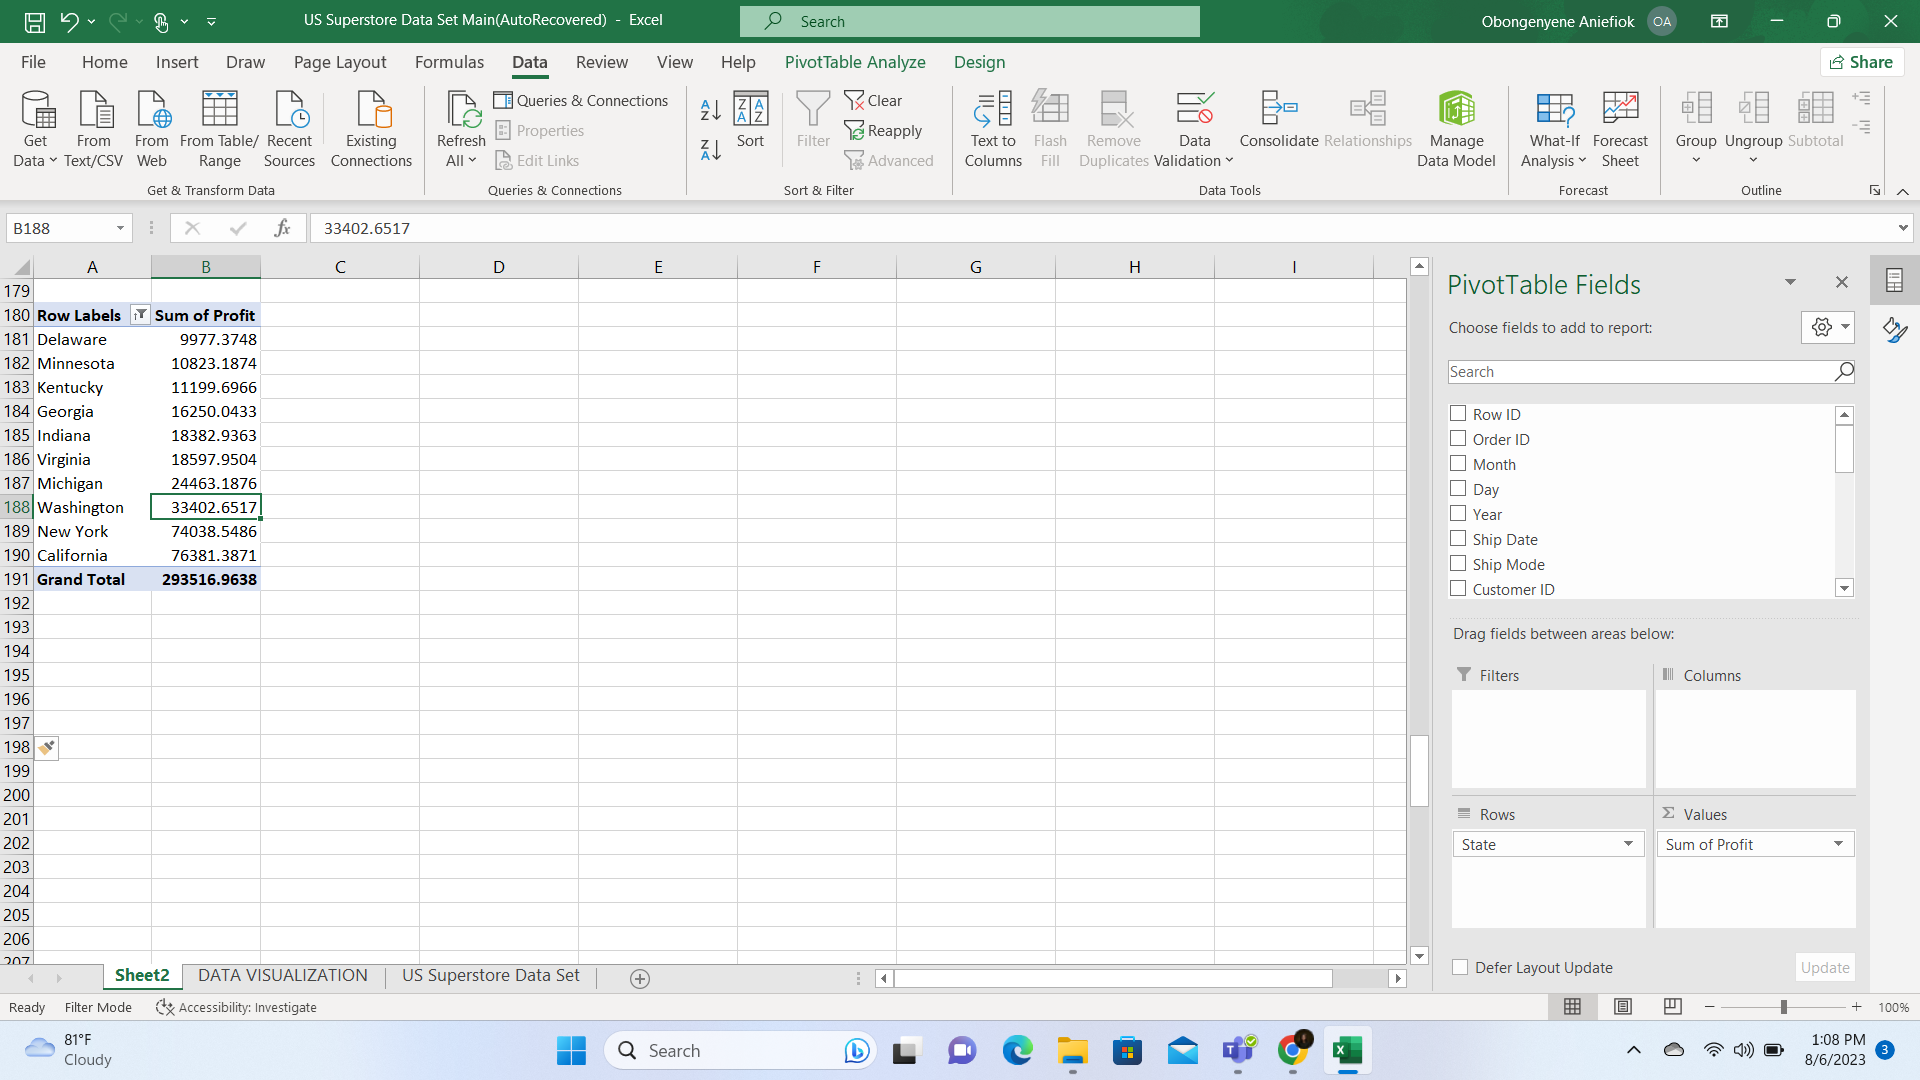 US Superstore Data Set Main(AutoRecovered) - Excel
Search
Obongenyene Aniefiok
OA
File Home Insert Draw Page Layout Formulas Data Review View Help PivotTable Analyze Design
Share
Get Data
From Text/CSV
From Web
From Table/ Range
Recent Sources
Existing Connections
Get & Transform Data
Refresh All
Queries & Connections
Properties
Edit Links
Queries & Connections
Sort
Filter
Clear
Reapply
Advanced
Sort & Filter
Text to Columns
Flash Fill
Remove Duplicates
Data Validation
Consolidate
Relationships
Manage Data Model
Data Tools
What-If Analysis
Forecast Sheet
Forecast
Group
Ungroup
Subtotal
Outline
B188
fx
33402.6517
A B C D E F G H I
179
180 Row Labels Sum of Profit
181 Delaware 9977.3748
182 Minnesota 10823.1874
183 Kentucky 11199.6966
184 Georgia 16250.0433
185 Indiana 18382.9363
186 Virginia 18597.9504
187 Michigan 24463.1876
188 Washington 33402.6517
189 New York 74038.5486
190 California 76381.3871
191 Grand Total 293516.9638
192
193
194
195
196
197
198
199
200
201
202
203
204
205
206
207
PivotTable Fields
Choose fields to add to report:
Search
Row ID
Order ID
Month
Day
Year
Ship Date
Ship Mode
Customer ID
Drag fields between areas below:
Filters
Columns
Rows
Values
State
Sum of Profit
Defer Layout Update
Update
Sheet2 DATA VISUALIZATION US Superstore Data Set
Ready Filter Mode Accessibility: Investigate
100%
81°F
Cloudy
Search
1:08 PM
8/6/2023
3